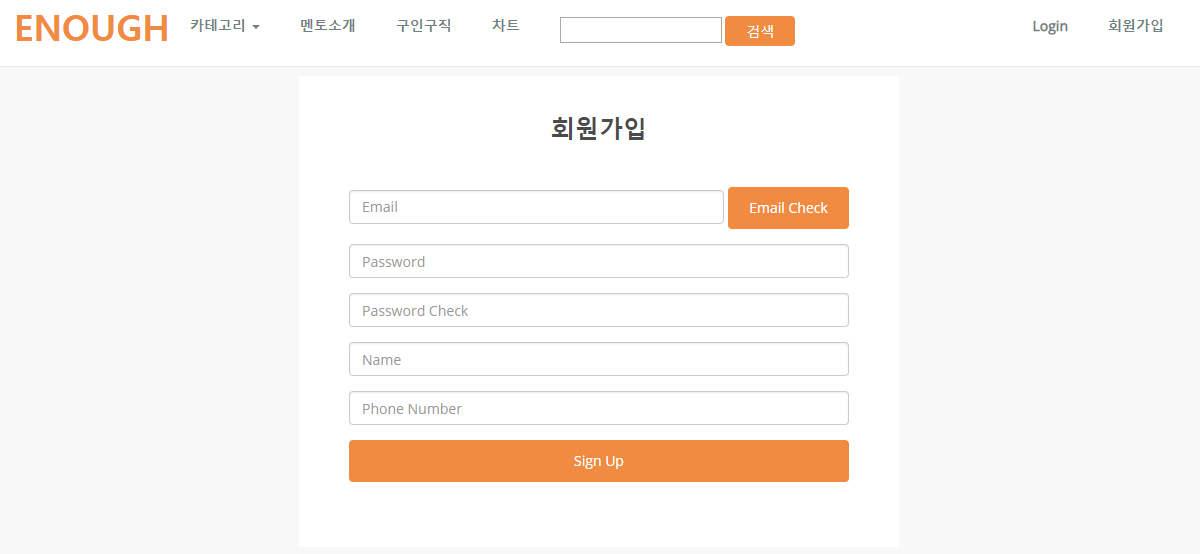 ENOUGH 카테고리 멘토소개 구인구직 차트 검색 Login 회원가입
회원가입
Email Email Check
Password
Password Check
Name
Phone Number
Sign Up